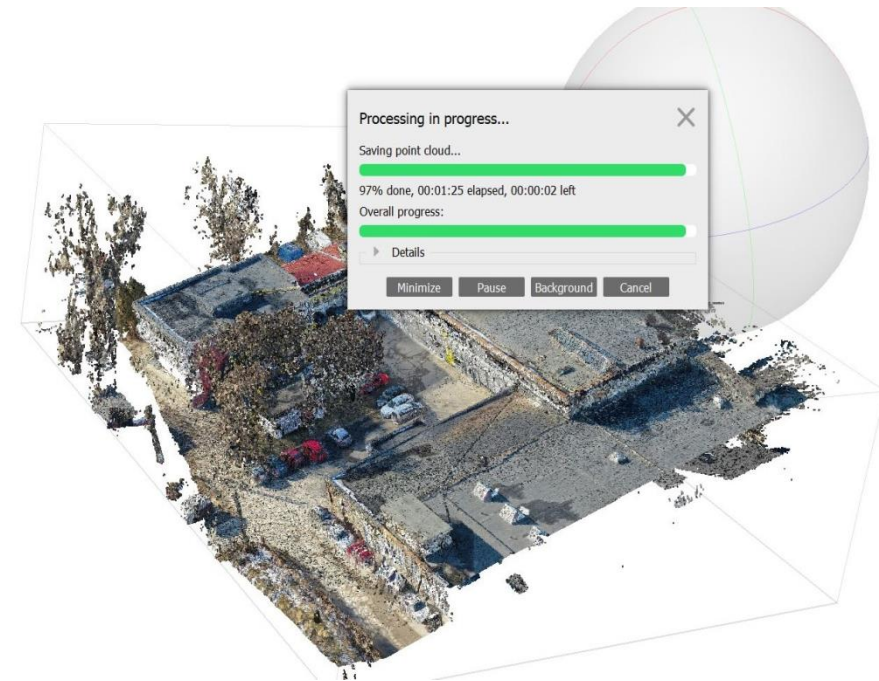 Processing in progress...
Saving point cloud...
97% done, 00:01:25 elapsed, 00:00:02 left
Overall progress:
Details
Minimize Pause Background Cancel